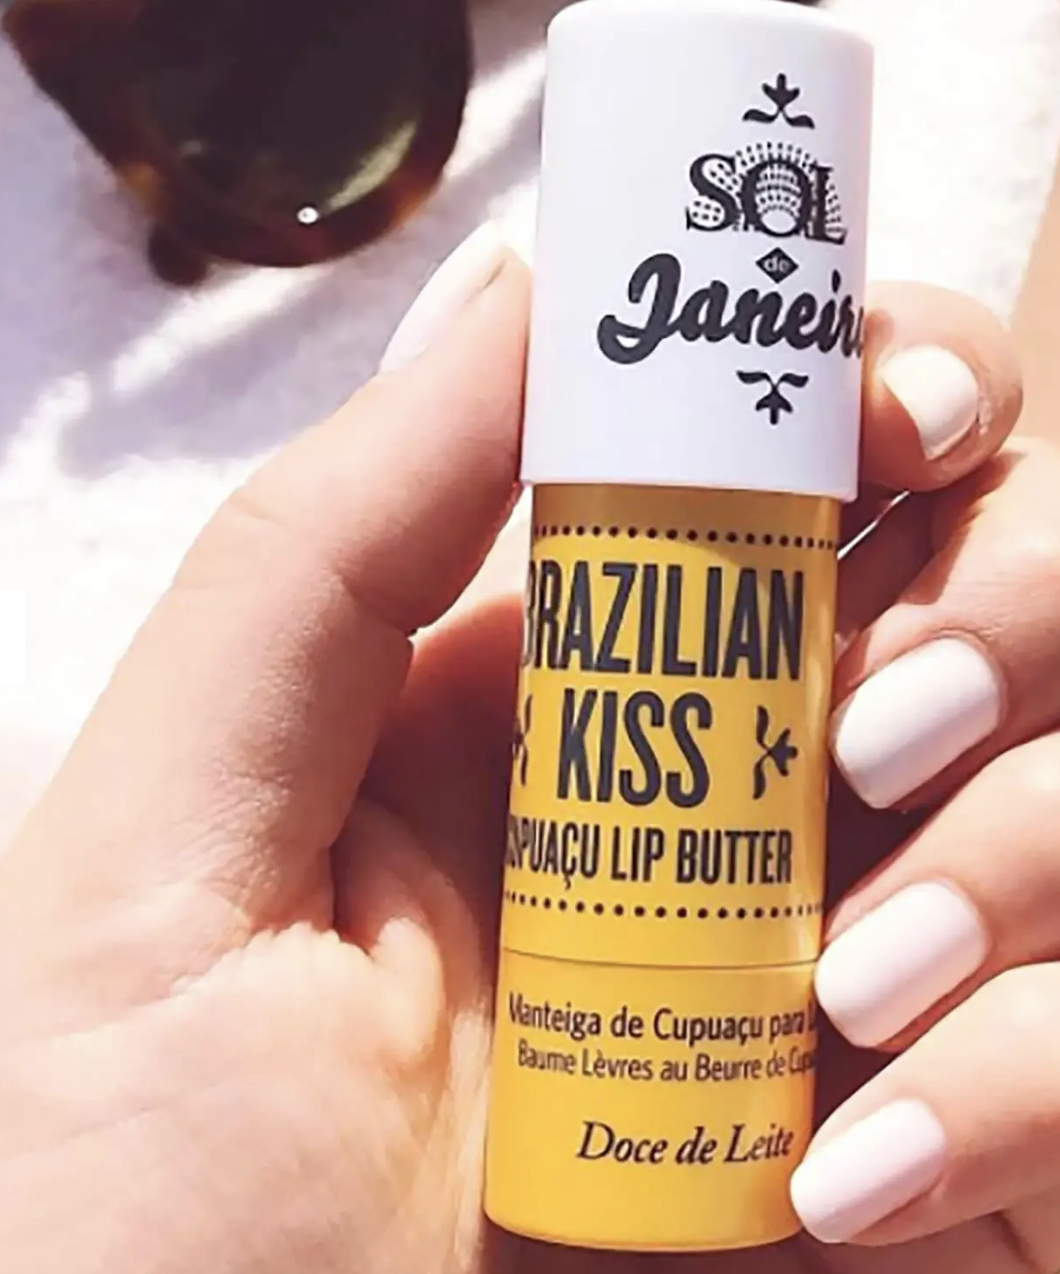 SOL
de
Janeiro
BRAZILIAN
KISS
CUPUAÇU LIP BUTTER
Manteiga de Cupuaçu para
Baume Lèvres au Beurre de
Doce de Leite